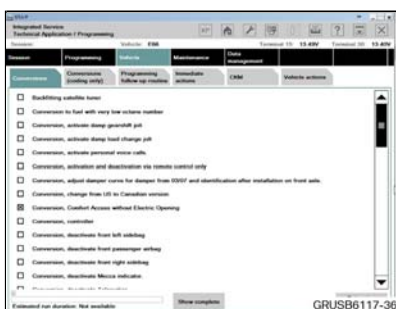 ISTA/P
Integrated Service
Technical Application / Programming
Session: Vehicle: E66 Terminal 15: 13.49V Terminal 30: 13.49V
Session Programming Vehicle Maintenance Data management
Conversions Conversions (coding only) Programming follow-up routine Immediate actions CKM Vehicle actions
Backfitting satellite tuner
Conversion to fuel with very low octane number
Conversion, activate damp gearshift jolt
Conversion, activate damp load change jolt
Conversion, activate personal voice calls.
Conversion, activation and deactivation via remote control only
Conversion, adjust damper curve for damper from 03/07 and identification after installation on front axle.
Conversion, change from US to Canadian version
Conversion, Comfort Access without Electric Opening
Conversion, controller
Conversion, deactivate front left sidebag
Conversion, deactivate front passenger airbag
Conversion, deactivate front right sidebag
Conversion, deactivate Mecca indicator.
Estimated run duration: Not available
Show complete
GRUSB6117-36